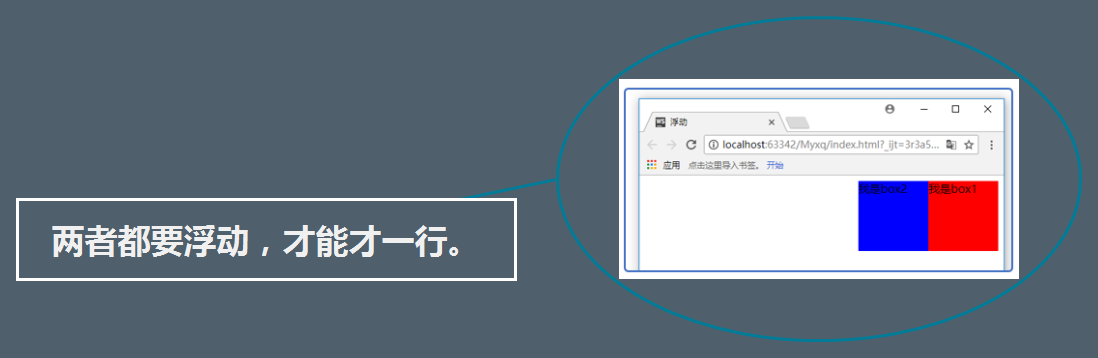 浮动
localhost:63342/Myxq/index.html?_ijt=3r3a5...
应用 点击这里导入书签。 开始
我是box2 我是box1
两者都要浮动，才能才一行。